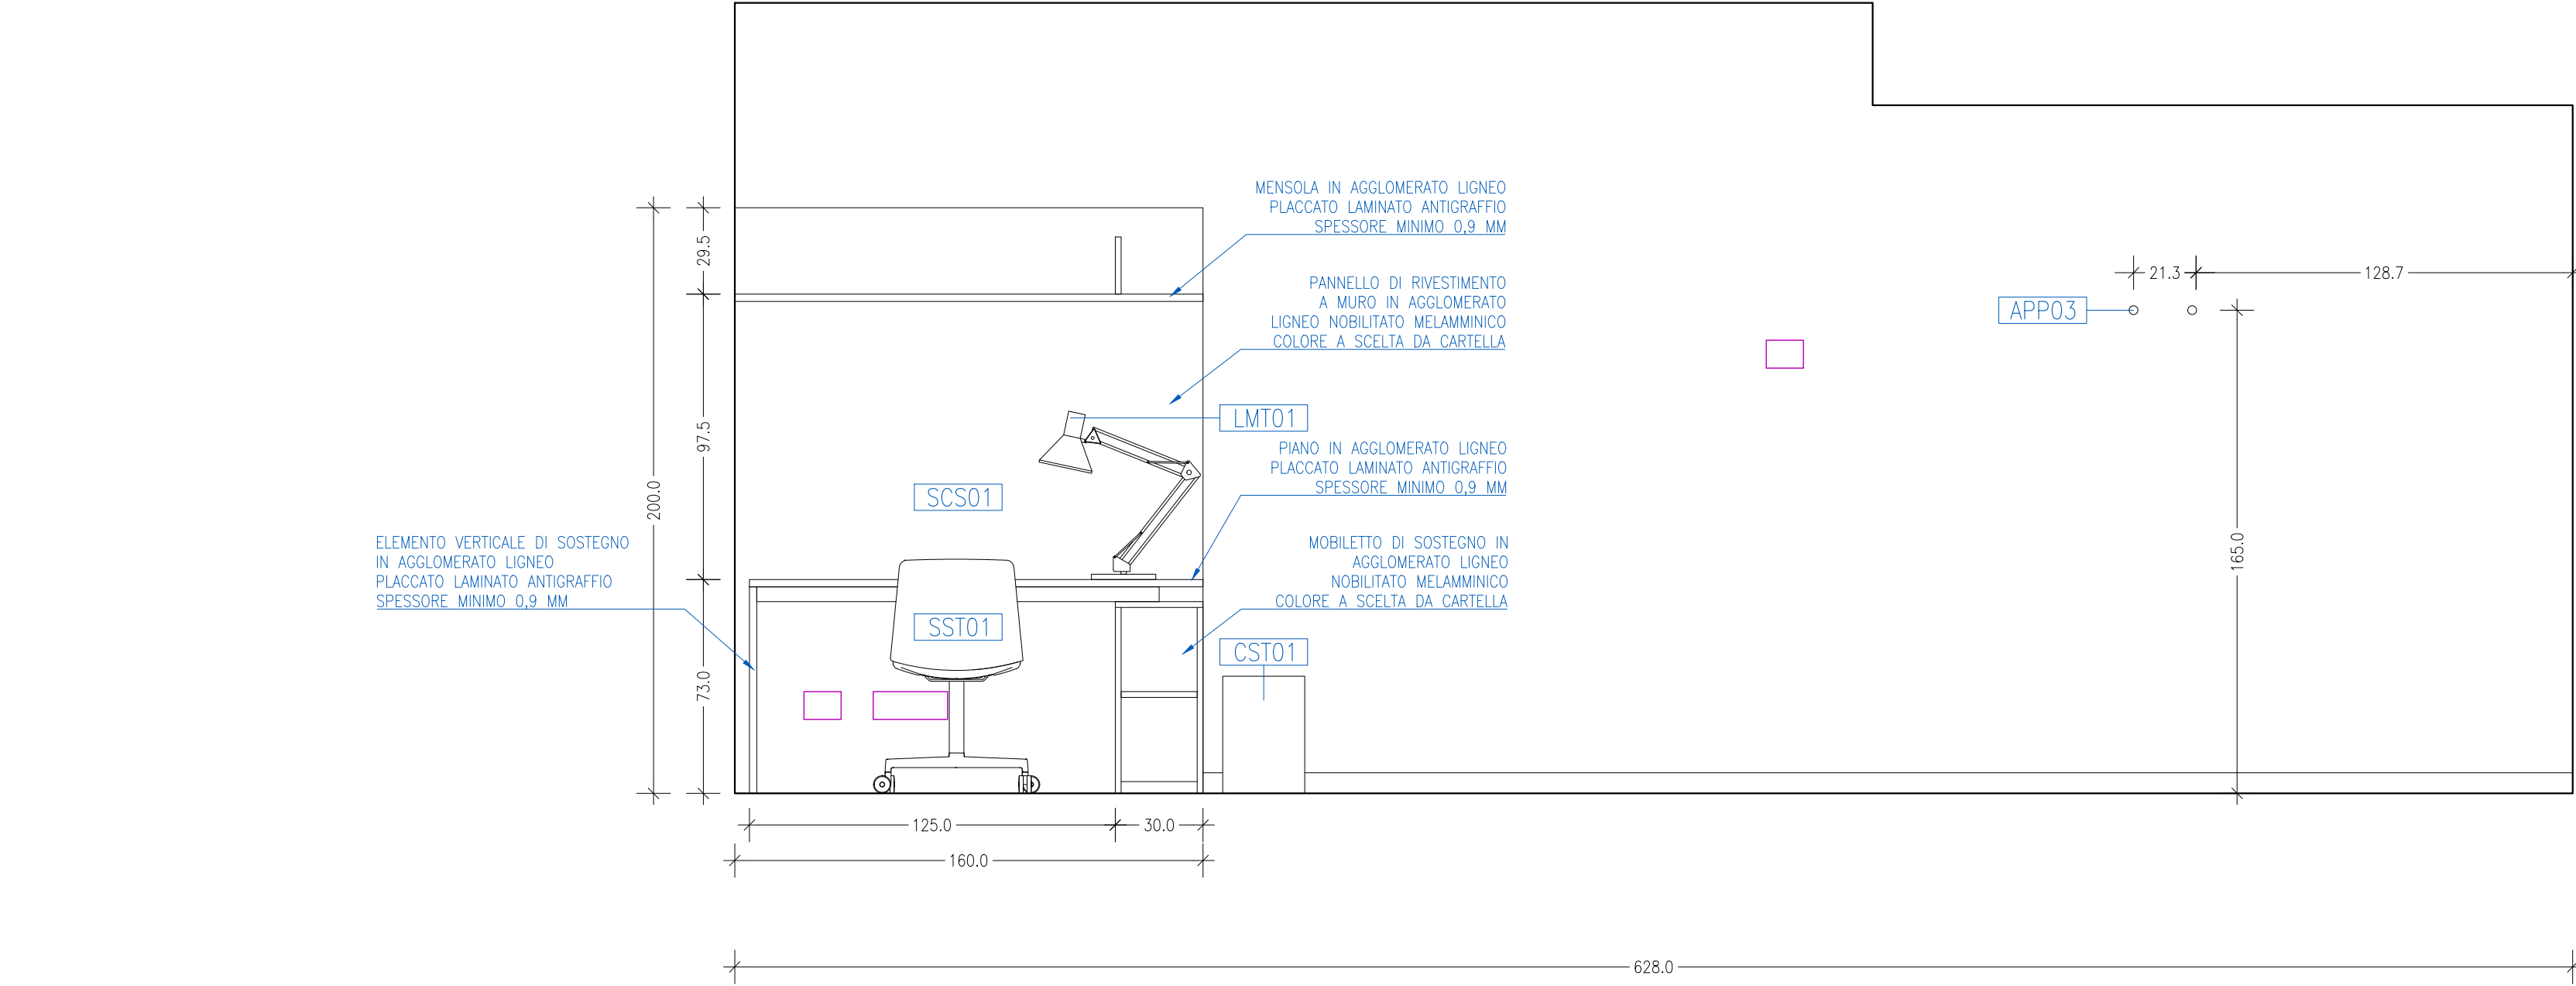 MENSOLA IN AGGLOMERATO LIGNEO
PLACCATO LAMINATO ANTIGRAFFIO
SPESSORE MINIMO 0,9 MM
29.5
21.3
128.7
PANNELLO DI RIVESTIMENTO
A MURO IN AGGLOMERATO
LIGNEO NOBILITATO MELAMMINICO
COLORE A SCELTA DA CARTELLA
APP03
LMT01
97.5
PIANO IN AGGLOMERATO LIGNEO
PLACCATO LAMINATO ANTIGRAFFIO
SPESSORE MINIMO 0,9 MM
SCS01
200.0
ELEMENTO VERTICALE DI SOSTEGNO
IN AGGLOMERATO LIGNEO
PLACCATO LAMINATO ANTIGRAFFIO
SPESSORE MINIMO 0,9 MM
MOBILETTO DI SOSTEGNO IN
AGGLOMERATO LIGNEO
NOBILITATO MELAMMINICO
COLORE A SCELTA DA CARTELLA
165.0
SST01
CST01
73.0
125.0
30.0
160.0
628.0